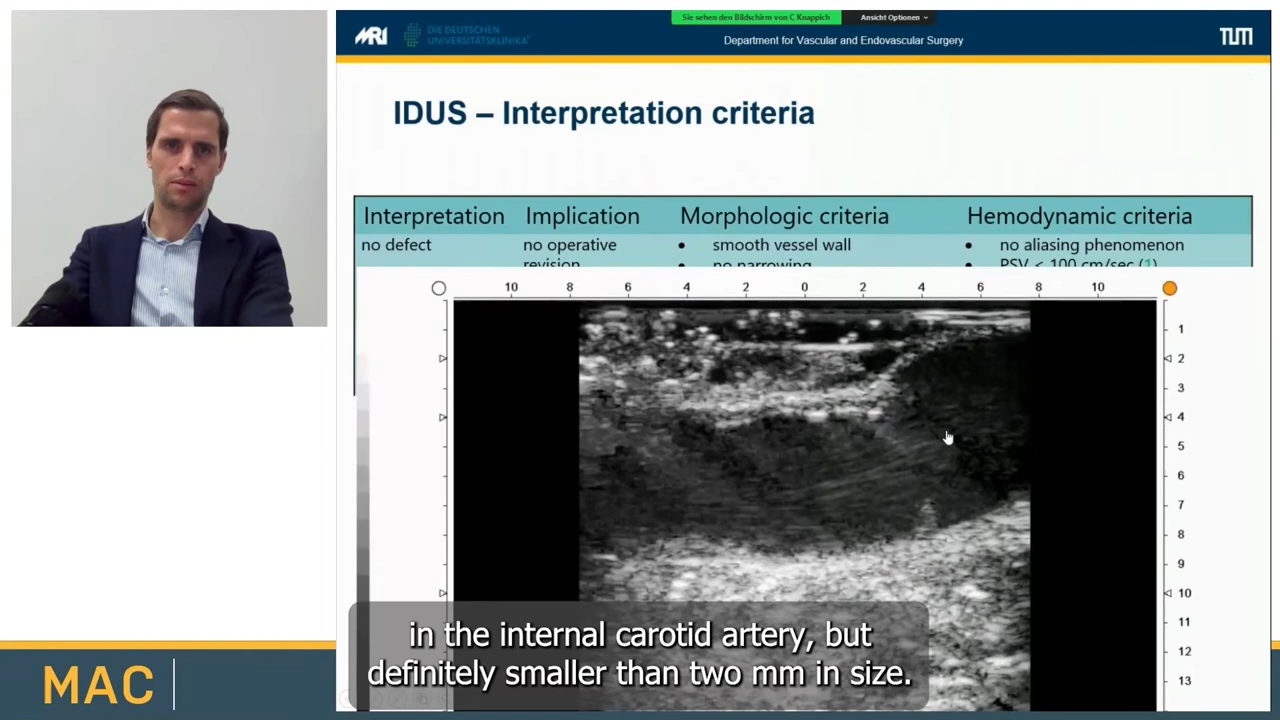 Sie sehen den Bildschirm von C Knappich Ansicht Optionen
MRI DIE DEUTSCHEN
UNIVERSITÄTSKLINIKA®
Department for Vascular and Endovascular Surgery
TUM
IDUS – Interpretation criteria
Interpretation Implication Morphologic criteria Hemodynamic criteria
no defect no operative • smooth vessel wall • no aliasing phenomenon
revision • no narrowing • PSV < 100 cm/sec (1)
10 8 6 4 2 0 2 4 6 8 10
1
2
3
4
5
6
7
8
9
10
11
12
13
in the internal carotid artery, but
definitely smaller than two mm in size.
MAC